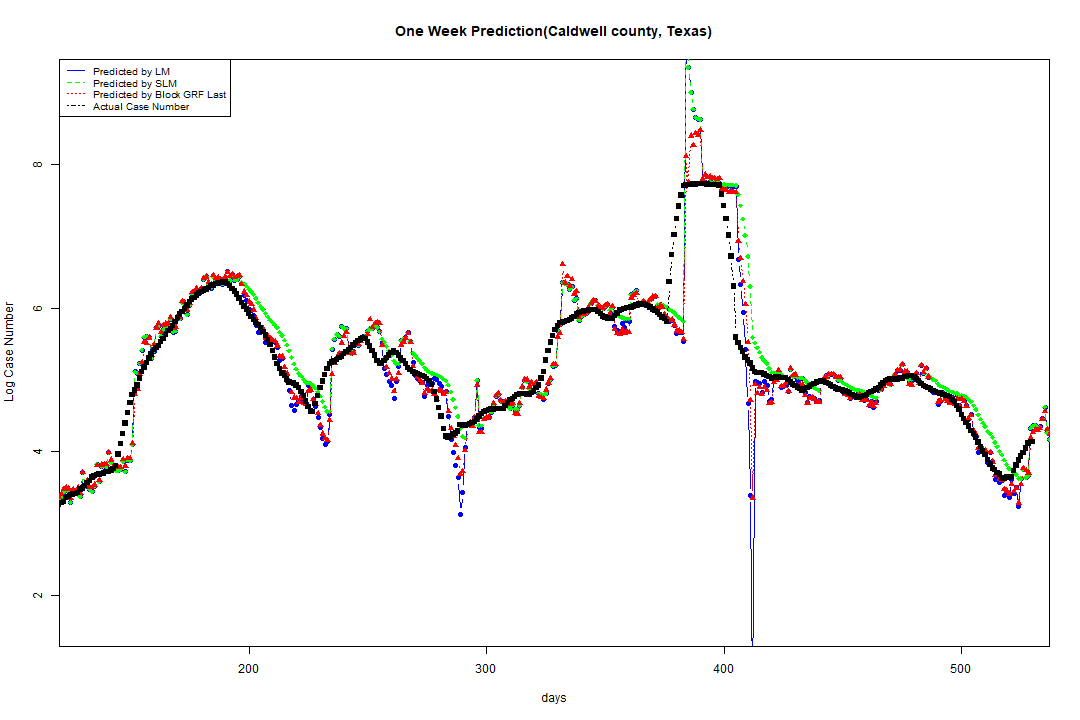 One Week Prediction(Caldwell county, Texas)
Predicted by LM
Predicted by SLM
Predicted by Block GRF Last
Actual Case Number
Log Case Number
8
6
4
2
200 300 400 500
days